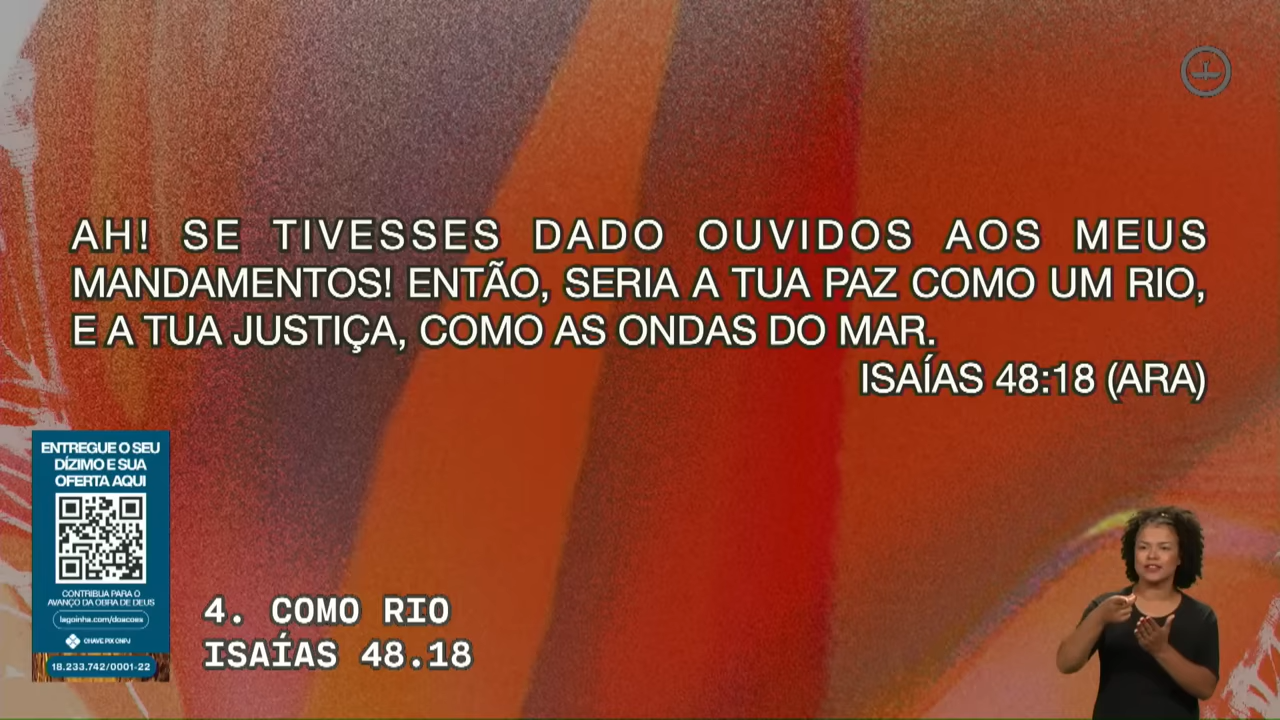 AH! SE TIVESSES DADO OUVIDOS AOS MEUS
MANDAMENTOS! ENTÃO, SERIA A TUA PAZ COMO UM RIO,
E A TUA JUSTIÇA, COMO AS ONDAS DO MAR.
ISAÍAS 48:18 (ARA)
ENTREGUE O SEU
DÍZIMO E SUA
OFERTA AQUI
CONTRIBUA PARA O
AVANÇO DA OBRA DE DEUS
lagoinha.com/doacoes
CHAVE PIX CNPJ
18.233.742/0001-22
4. COMO RIO
ISAÍAS 48.18